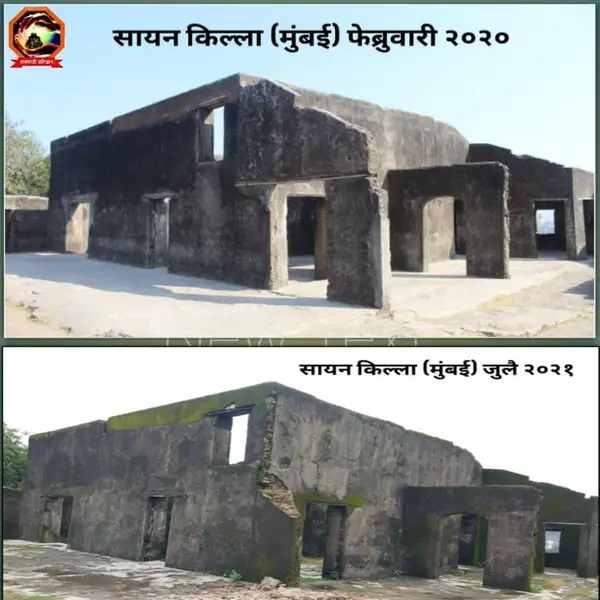 सायन किल्ला (मुंबई) फेब्रुवारी २०२०
सायन किल्ला (मुंबई) जुलै २०२१